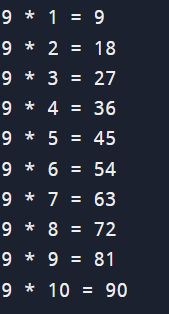 9 * 1 = 9
9 * 2 = 18
9 * 3 = 27
9 * 4 = 36
9 * 5 = 45
9 * 6 = 54
9 * 7 = 63
9 * 8 = 72
9 * 9 = 81
9 * 10 = 90